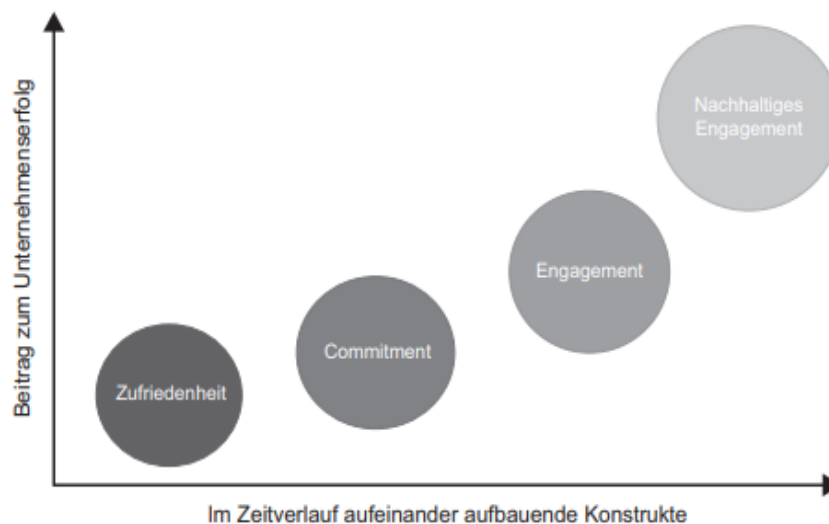 Beitrag zum Unternehmenserfolg
Nachhaltiges
Engagement
Engagement
Commitment
Zufriedenheit
Im Zeitverlauf aufeinander aufbauende Konstrukte